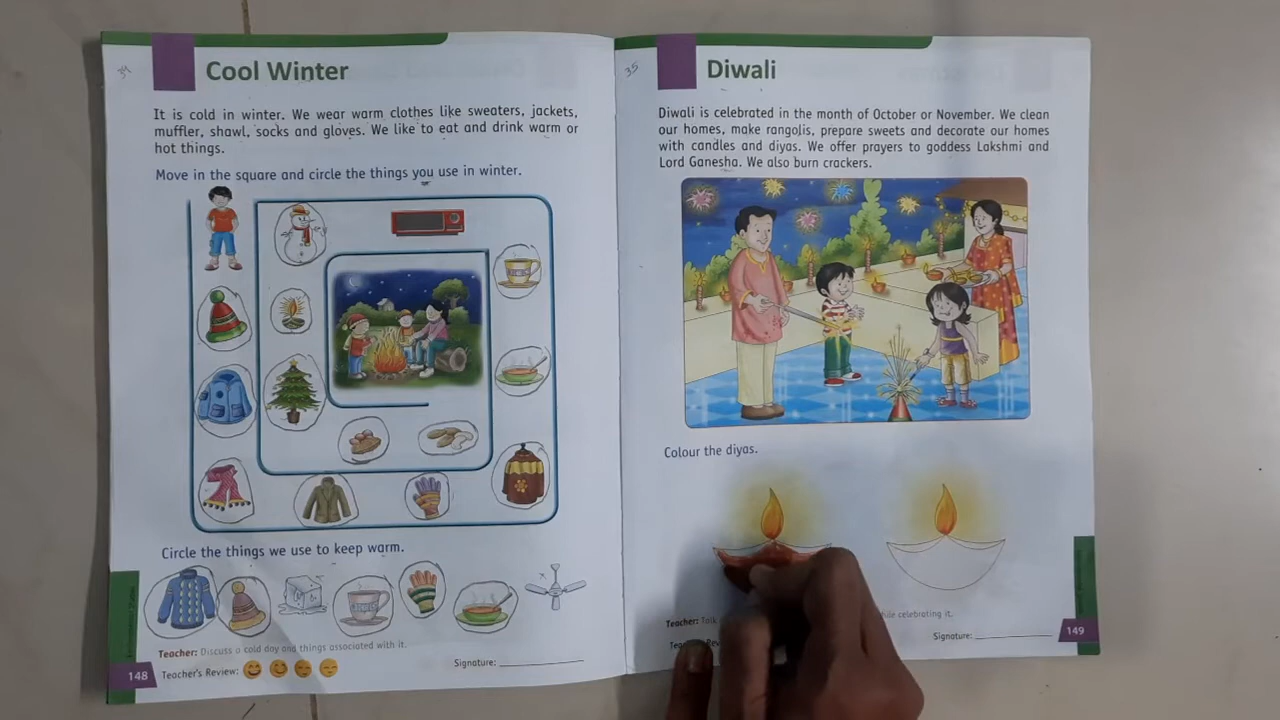 34
Cool Winter
It is cold in winter. We wear warm clothes like sweaters, jackets,
muffler, shawl, socks and gloves. We like to eat and drink warm or
hot things.
Move in the square and circle the things you use in winter.
Circle the things we use to keep warm.
Teacher: Discuss a cold day and things associated with it.
Teacher's Review:
Signature:
148
35
Diwali
Diwali is celebrated in the month of October or November. We clean
our homes, make rangolis, prepare sweets and decorate our homes
with candles and diyas. We offer prayers to goddess Lakshmi and
Lord Ganesha. We also burn crackers.
Colour the diyas.
Teacher: Talk
while celebrating it.
Signature:
149